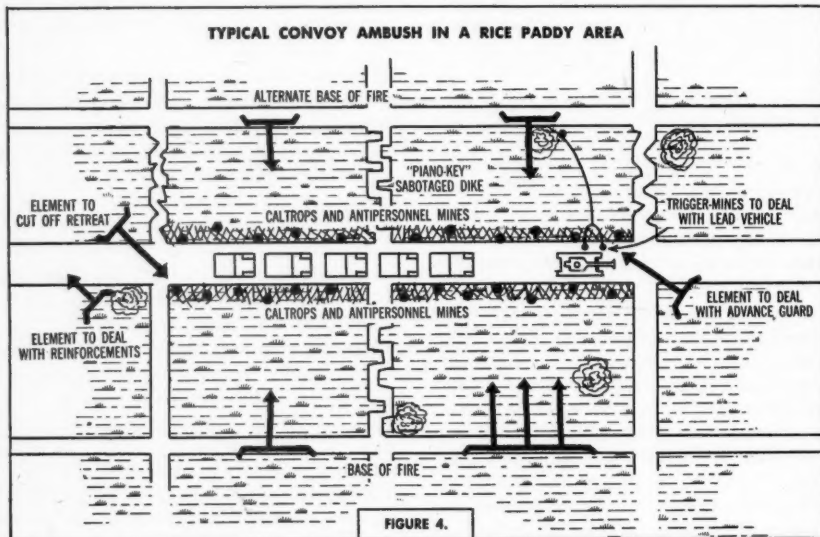 TYPICAL CONVOY AMBUSH IN A RICE PADDY AREA
ALTERNATE BASE OF FIRE
"PIANO-KEY"
SABOTAGED DIKE
ELEMENT TO
CUT OFF RETREAT
CALTROPS AND ANTIPERSONNEL MINES
TRIGGER-MINES TO DEAL
WITH LEAD VEHICLE
ELEMENT TO DEAL
WITH REINFORCEMENTS
CALTROPS AND ANTIPERSONNEL MINES
ELEMENT TO DEAL
WITH ADVANCE GUARD
BASE OF FIRE
FIGURE 4.